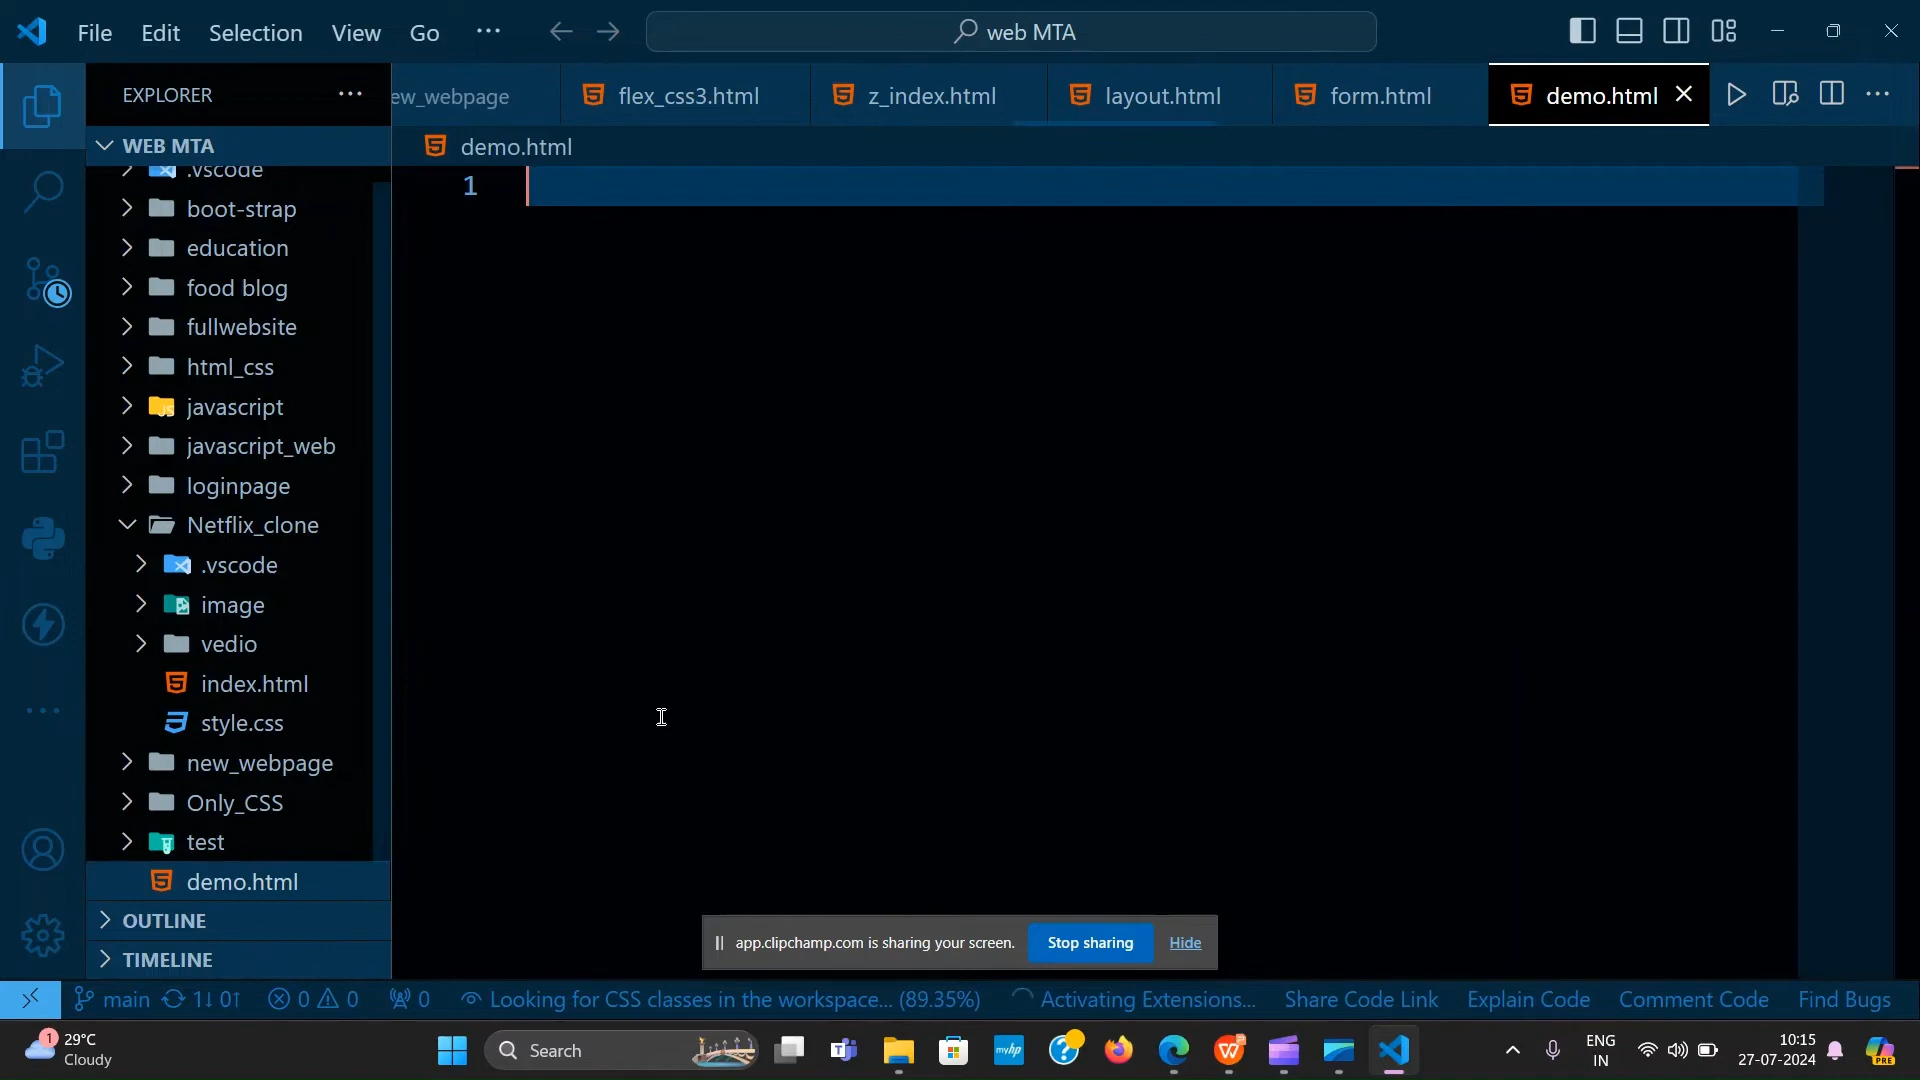 File Edit Selection View Go ··· web MTA
EXPLORER ···
ew_webpage flex_css3.html z_index.html layout.html form.html demo.html
WEB MTA
demo.html
1
.vscode
boot-strap
education
food blog
fullwebsite
html_css
javascript
javascript_web
loginpage
Netflix_clone
.vscode
image
vedio
index.html
style.css
new_webpage
Only_CSS
test
demo.html
OUTLINE
TIMELINE
app.clipchamp.com is sharing your screen. Stop sharing Hide
main 1↓ 0↑ 0 0 0 Looking for CSS classes in the workspace... (89.35%) Activating Extensions... Share Code Link Explain Code Comment Code Find Bugs
1 29°C
Cloudy
Search
myhp
ENG
IN
10:15
27-07-2024
PRE